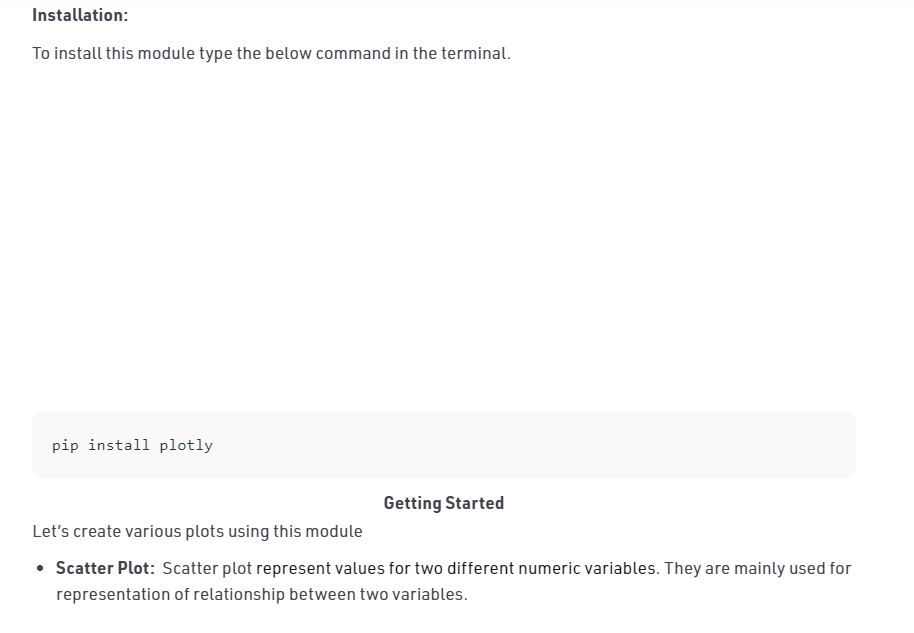 Installation:
To install this module type the below command in the terminal.
pip install plotly
Getting Started
Let’s create various plots using this module
• Scatter Plot: Scatter plot represent values for two different numeric variables. They are mainly used for
representation of relationship between two variables.